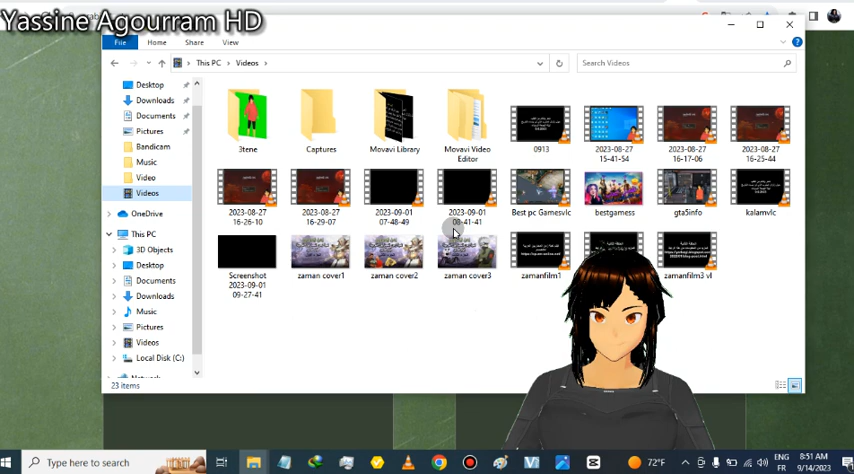 Yassine Agourram HD
File Home Share View
This PC Videos
Search Videos
Desktop
Downloads
Documents
Pictures
Bandicam
Music
Video
Videos
OneDrive
This PC
3D Objects
Desktop
Documents
Downloads
Music
Pictures
Videos
Local Disk (C:)
3tene
Captures
Movavi Library
Movavi Video
Editor
0913
2023-08-27
15-41-54
2023-08-27
16-17-06
2023-08-27
16-25-44
2023-08-27
16-26-10
2023-08-27
16-29-07
2023-09-01
07-48-49
2023-09-01
08-41-41
Best pc Gamesvlc
bestgamess
gta5info
kalamvlc
Screenshot
2023-09-01
09-27-41
zaman cover1
zaman cover2
zaman cover3
zamanfilm1
zamanfilm3 vl
23 items
Type here to search
72°F
ENG
FR
8:51 AM
9/14/2023